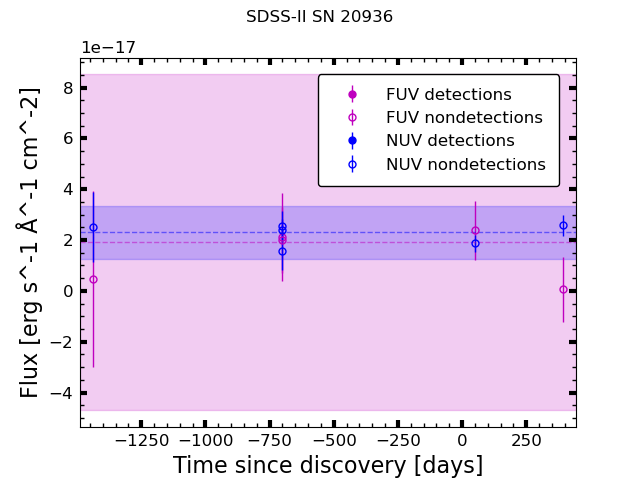 SDSS-II SN 20936
1e−17
FUV detections
FUV nondetections
NUV detections
NUV nondetections
8
6
4
2
0
−2
−4
Flux [erg s^-1 Å^-1 cm^-2]
−1250 −1000 −750 −500 −250 0 250
Time since discovery [days]